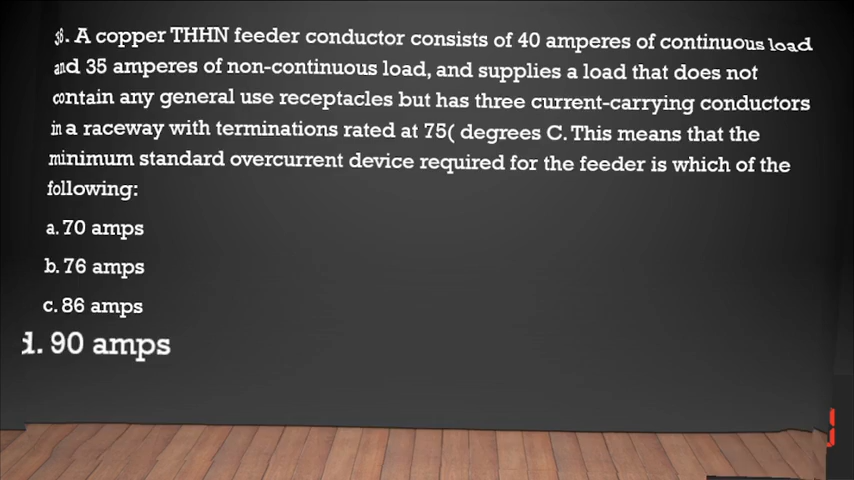 36. A copper THHN feeder conductor consists of 40 amperes of continuous load
and 35 amperes of non-continuous load, and supplies a load that does not
contain any general use receptacles but has three current-carrying conductors
in a raceway with terminations rated at 75( degrees C. This means that the
minimum standard overcurrent device required for the feeder is which of the
following:
a. 70 amps
b. 76 amps
c. 86 amps
d. 90 amps